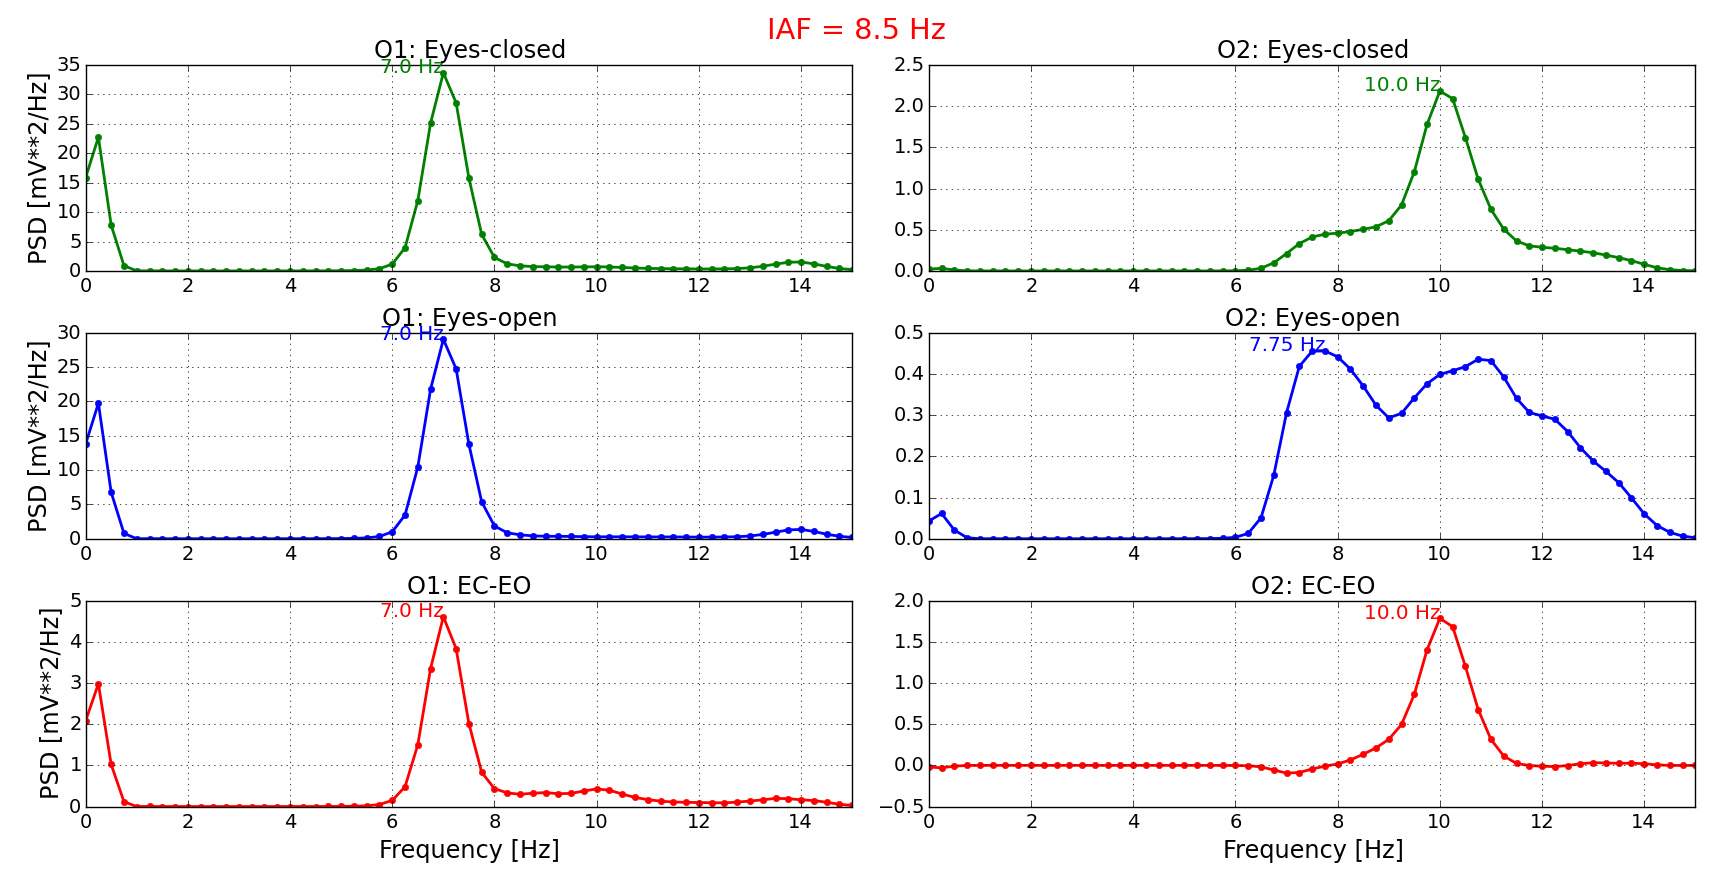 IAF = 8.5 Hz
O1: Eyes-closed
7.0 Hz
PSD [mV**2/Hz]
35
30
25
20
15
10
5
0
0 2 4 6 8 10 12 14
O2: Eyes-closed
10.0 Hz
2.5
2.0
1.5
1.0
0.5
0.0
0 2 4 6 8 10 12 14
O1: Eyes-open
7.0 Hz
PSD [mV**2/Hz]
30
25
20
15
10
5
0
0 2 4 6 8 10 12 14
O2: Eyes-open
7.75 Hz
0.5
0.4
0.3
0.2
0.1
0.0
0 2 4 6 8 10 12 14
O1: EC-EO
7.0 Hz
PSD [mV**2/Hz]
5
4
3
2
1
0
0 2 4 6 8 10 12 14
Frequency [Hz]
O2: EC-EO
10.0 Hz
2.0
1.5
1.0
0.5
0.0
−0.5
0 2 4 6 8 10 12 14
Frequency [Hz]